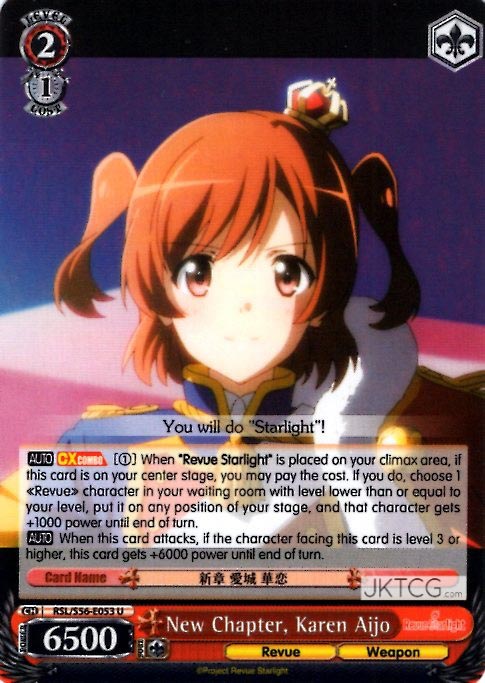 LEVEL
2
1
COST
You will do "Starlight"!
AUTO CXCOMBO [①] When "Revue Starlight" is placed on your climax area, if
this card is on your center stage, you may pay the cost. If you do, choose 1
≪Revue≫ character in your waiting room with level lower than or equal to
your level, put it on any position of your stage, and that character gets
+1000 power until end of turn.
AUTO When this card attacks, if the character facing this card is level 3 or
higher, this card gets +6000 power until end of turn.
Card Name 新章 愛城 華恋
JKTCG.com
CH RSL/S56-E053 U
POWER 6500 SOUL New Chapter, Karen Aijo Revue Starlight
Revue Weapon
©Project Revue Starlight